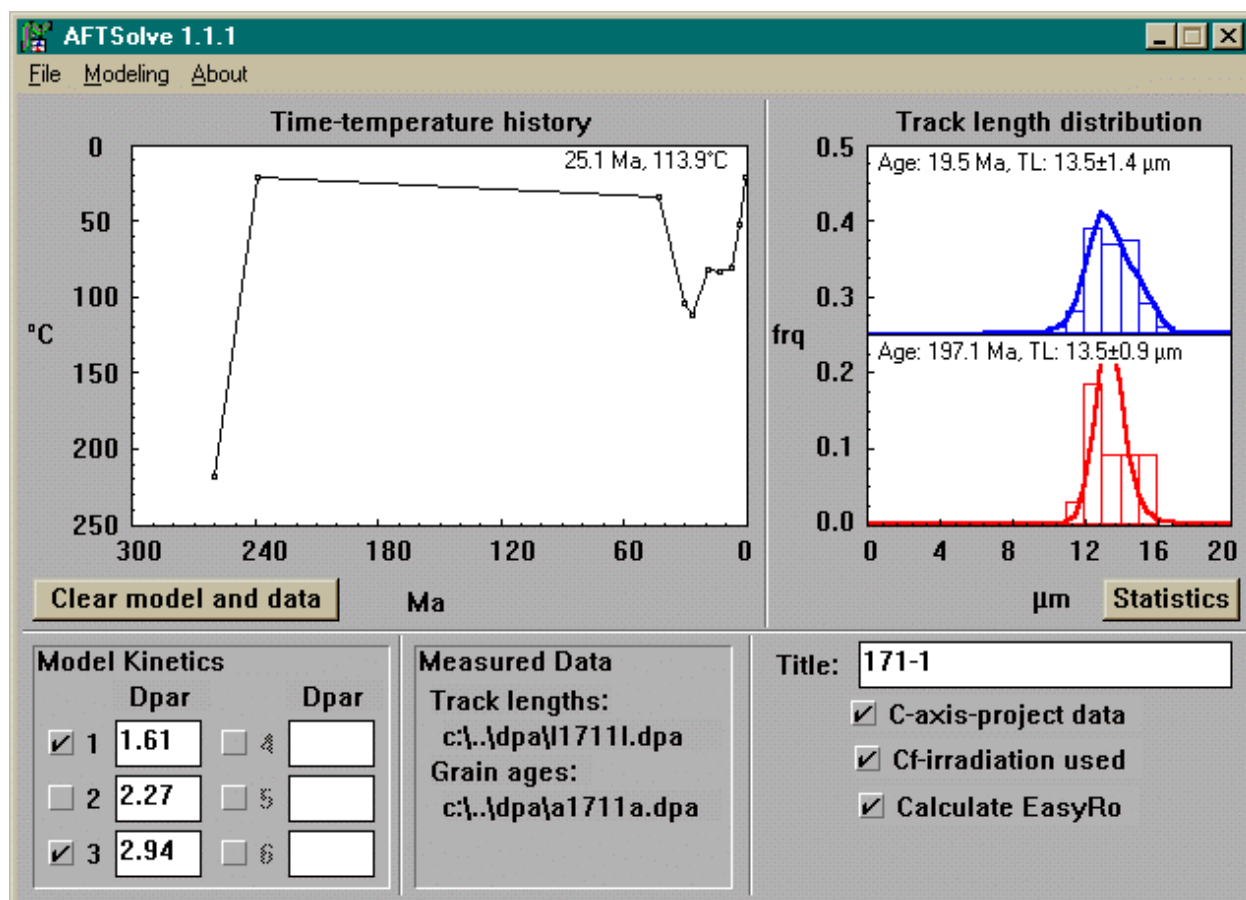 AFTSolve 1.1.1
File Modeling About
Time-temperature history
0
50
100
150
200
250
°C
25.1 Ma, 113.9°C
300 240 180 120 60 0
Clear model and data
Ma
Track length distribution
0.5
0.4
0.3
frq
0.2
0.1
0.0
Age: 19.5 Ma, TL: 13.5±1.4 µm
Age: 197.1 Ma, TL: 13.5±0.9 µm
0 4 8 12 16 20
µm
Statistics
Model Kinetics
Dpar Dpar
1 1.61 4
2 2.27 5
3 2.94 6
Measured Data
Track lengths:
c:\..\dpa\l1711l.dpa
Grain ages:
c:\..\dpa\a1711a.dpa
Title: 171-1
C-axis-project data
Cf-irradiation used
Calculate EasyRo